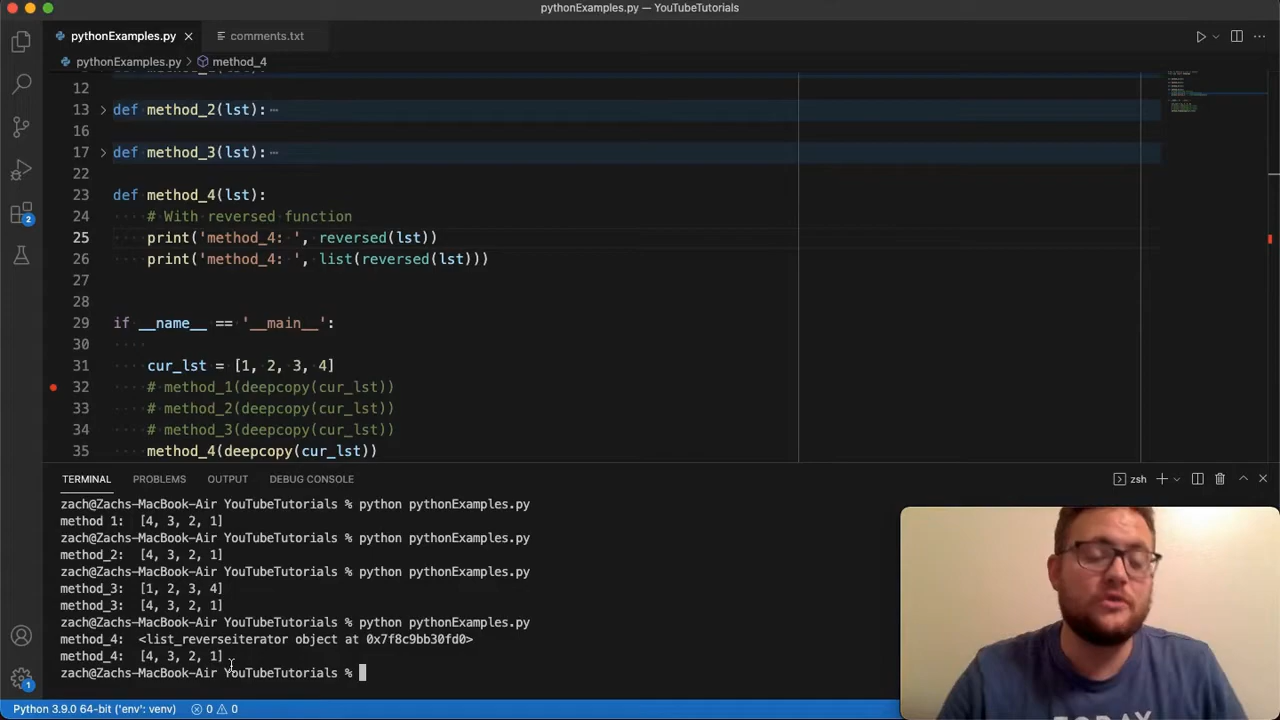 pythonExamples.py — YouTubeTutorials
pythonExamples.py
comments.txt
pythonExamples.py > method_4
12
13 def method_2(lst):
16
17 def method_3(lst):
22
23 def method_4(lst):
24 # With reversed function
25 print('method_4: ', reversed(lst))
26 print('method_4: ', list(reversed(lst)))
27
28
29 if __name__ == '__main__':
30
31 cur_lst = [1, 2, 3, 4]
32 # method_1(deepcopy(cur_lst))
33 # method_2(deepcopy(cur_lst))
34 # method_3(deepcopy(cur_lst))
35 method_4(deepcopy(cur_lst))
TERMINAL PROBLEMS OUTPUT DEBUG CONSOLE zsh
zach@Zachs-MacBook-Air YouTubeTutorials % python pythonExamples.py
method 1: [4, 3, 2, 1]
zach@Zachs-MacBook-Air YouTubeTutorials % python pythonExamples.py
method_2: [4, 3, 2, 1]
zach@Zachs-MacBook-Air YouTubeTutorials % python pythonExamples.py
method_3: [1, 2, 3, 4]
method_3: [4, 3, 2, 1]
zach@Zachs-MacBook-Air YouTubeTutorials % python pythonExamples.py
method_4: <list_reverseiterator object at 0x7f8c9bb30fd0>
method_4: [4, 3, 2, 1]
zach@Zachs-MacBook-Air YouTubeTutorials %
2
1
Python 3.9.0 64-bit ('env': venv) 0 0
TODAY